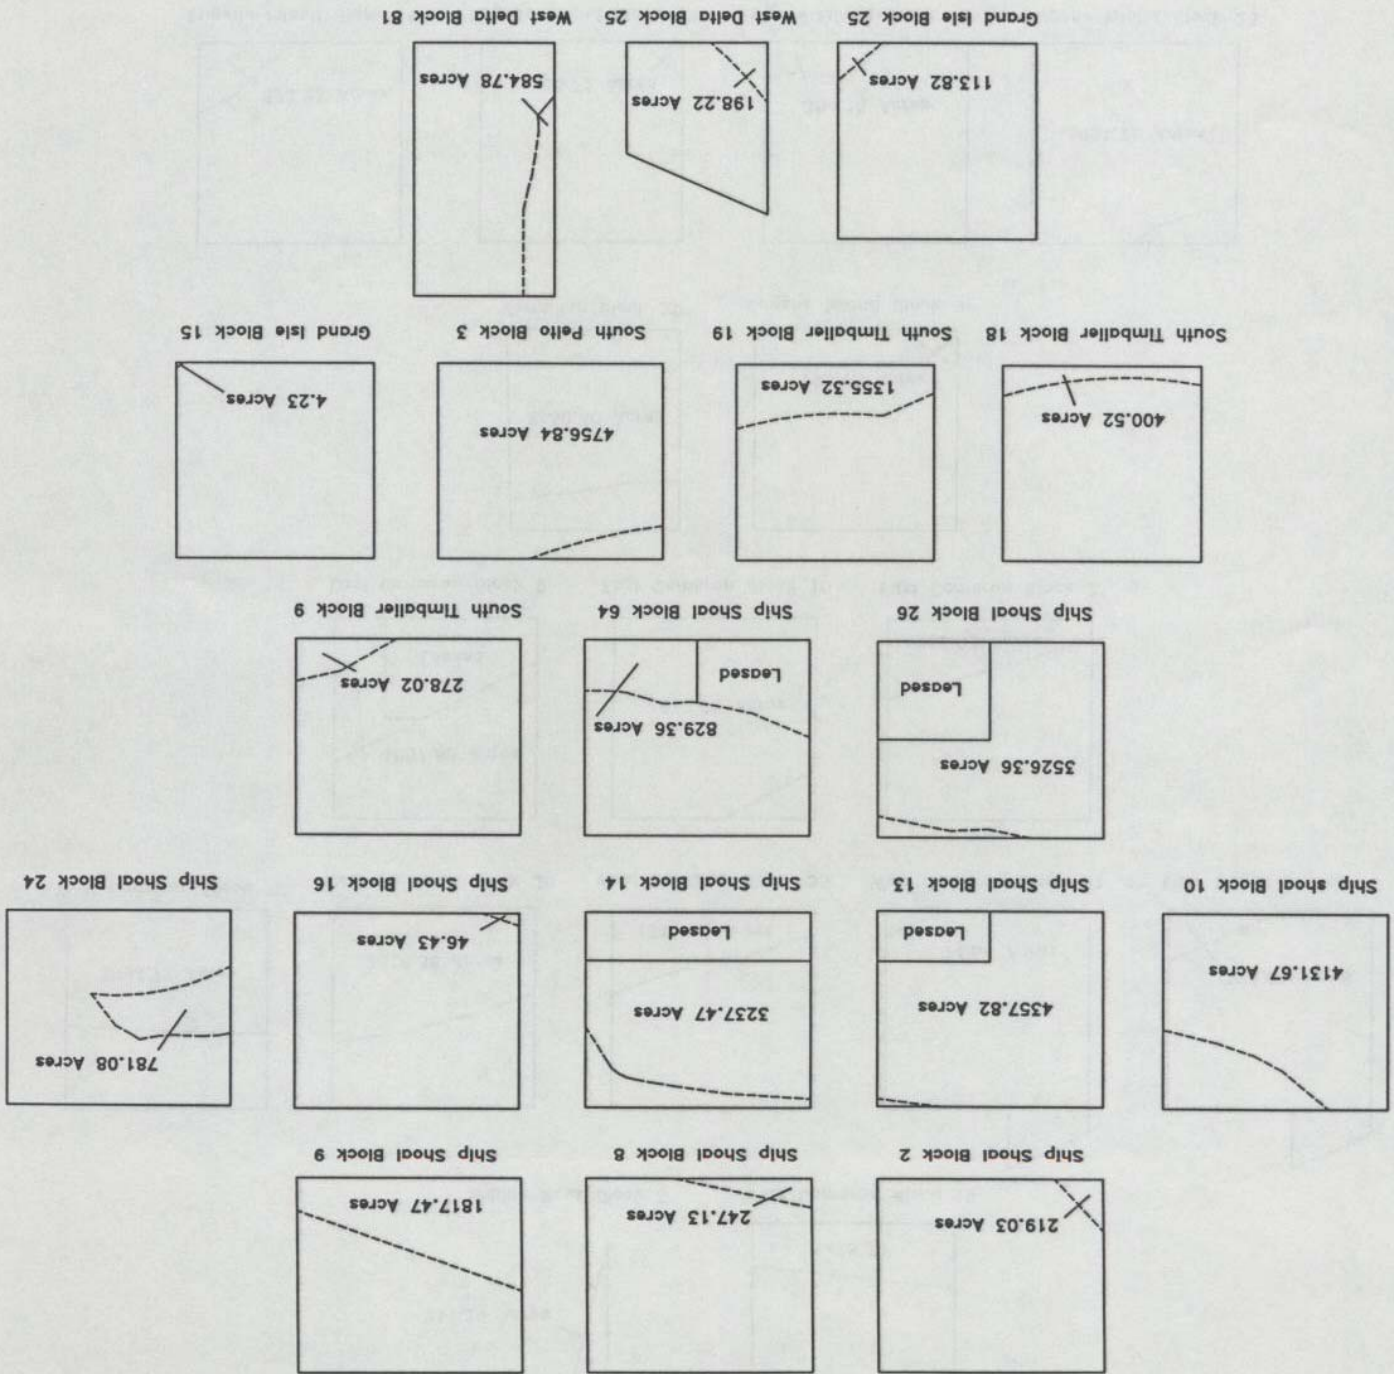 219.03 Acres
Ship Shoal Block 2
247.13 Acres
Ship Shoal Block 8
1817.47 Acres
Ship Shoal Block 9
4131.67 Acres
Ship shoal Block 10
4357.82 Acres
Leased
Ship Shoal Block 13
3237.47 Acres
Leased
Ship Shoal Block 14
46.43 Acres
Ship Shoal Block 16
781.08 Acres
Ship Shoal Block 24
3526.36 Acres
Leased
Ship Shoal Block 26
829.36 Acres
Leased
Ship Shoal Block 64
278.02 Acres
South Timbalier Block 9
400.52 Acres
South Timbalier Block 18
1355.32 Acres
South Timbalier Block 19
4756.84 Acres
South Pelto Block 3
4.23 Acres
Grand Isle Block 15
113.82 Acres
Grand Isle Block 25
198.22 Acres
West Delta Block 25
584.78 Acres
West Delta Block 81